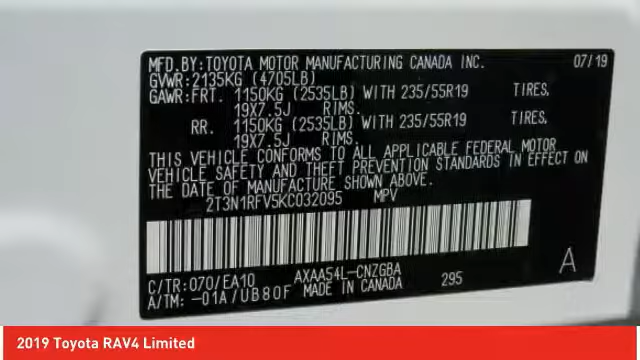 MFD.BY:TOYOTA MOTOR MANUFACTURING CANADA INC. 07/19
GVWR:2135KG (4705LB)
GAWR:FRT. 1150KG (2535LB) WITH 235/55R19 TIRES.
19X7.5J RIMS.
RR. 1150KG (2535LB) WITH 235/55R19 TIRES.
19X7.5J RIMS.
THIS VEHICLE CONFORMS TO ALL APPLICABLE FEDERAL MOTOR
VEHICLE SAFETY AND THEFT PREVENTION STANDARDS IN EFFECT ON
THE DATE OF MANUFACTURE SHOWN ABOVE.
2T3N1RFV5KC032095 MPV
C/TR:070/EA10 AXAA54L-CNZGBA A
A/TM:-01A/UB80F MADE IN CANADA 295
2019 Toyota RAV4 Limited